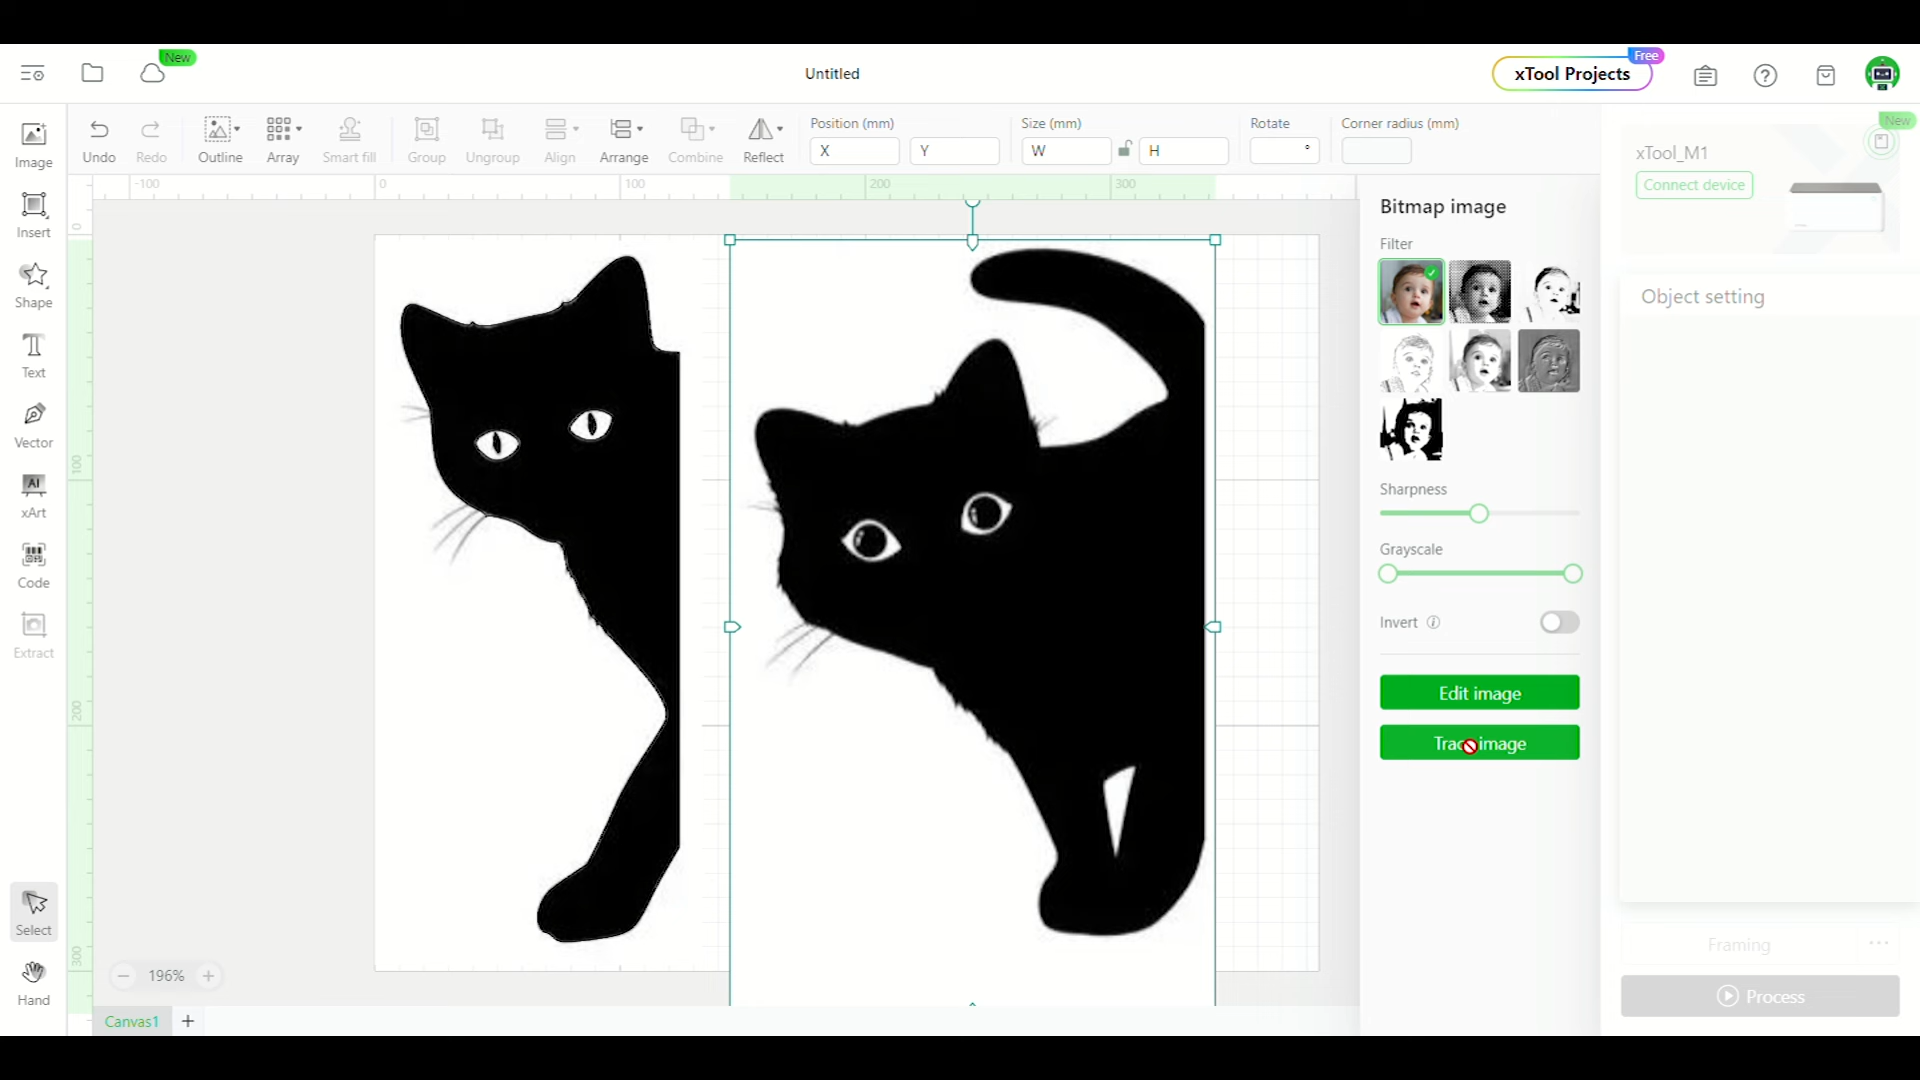 New
Untitled
Free
xTool Projects
Undo
Redo
Outline
Array
Smart fill
Group
Ungroup
Align
Arrange
Combine
Reflect
Position (mm)
X
Y
Size (mm)
W
H
Rotate
°
Corner radius (mm)
New
xTool_M1
Connect device
Image
Insert
Shape
Text
Vector
AI
xArt
Code
Extract
Select
Hand
-100
0
100
200
300
0
100
200
300
Bitmap image
Filter
Sharpness
Grayscale
Invert
Edit image
Trace image
Object setting
Framing
Process
196%
Canvas1